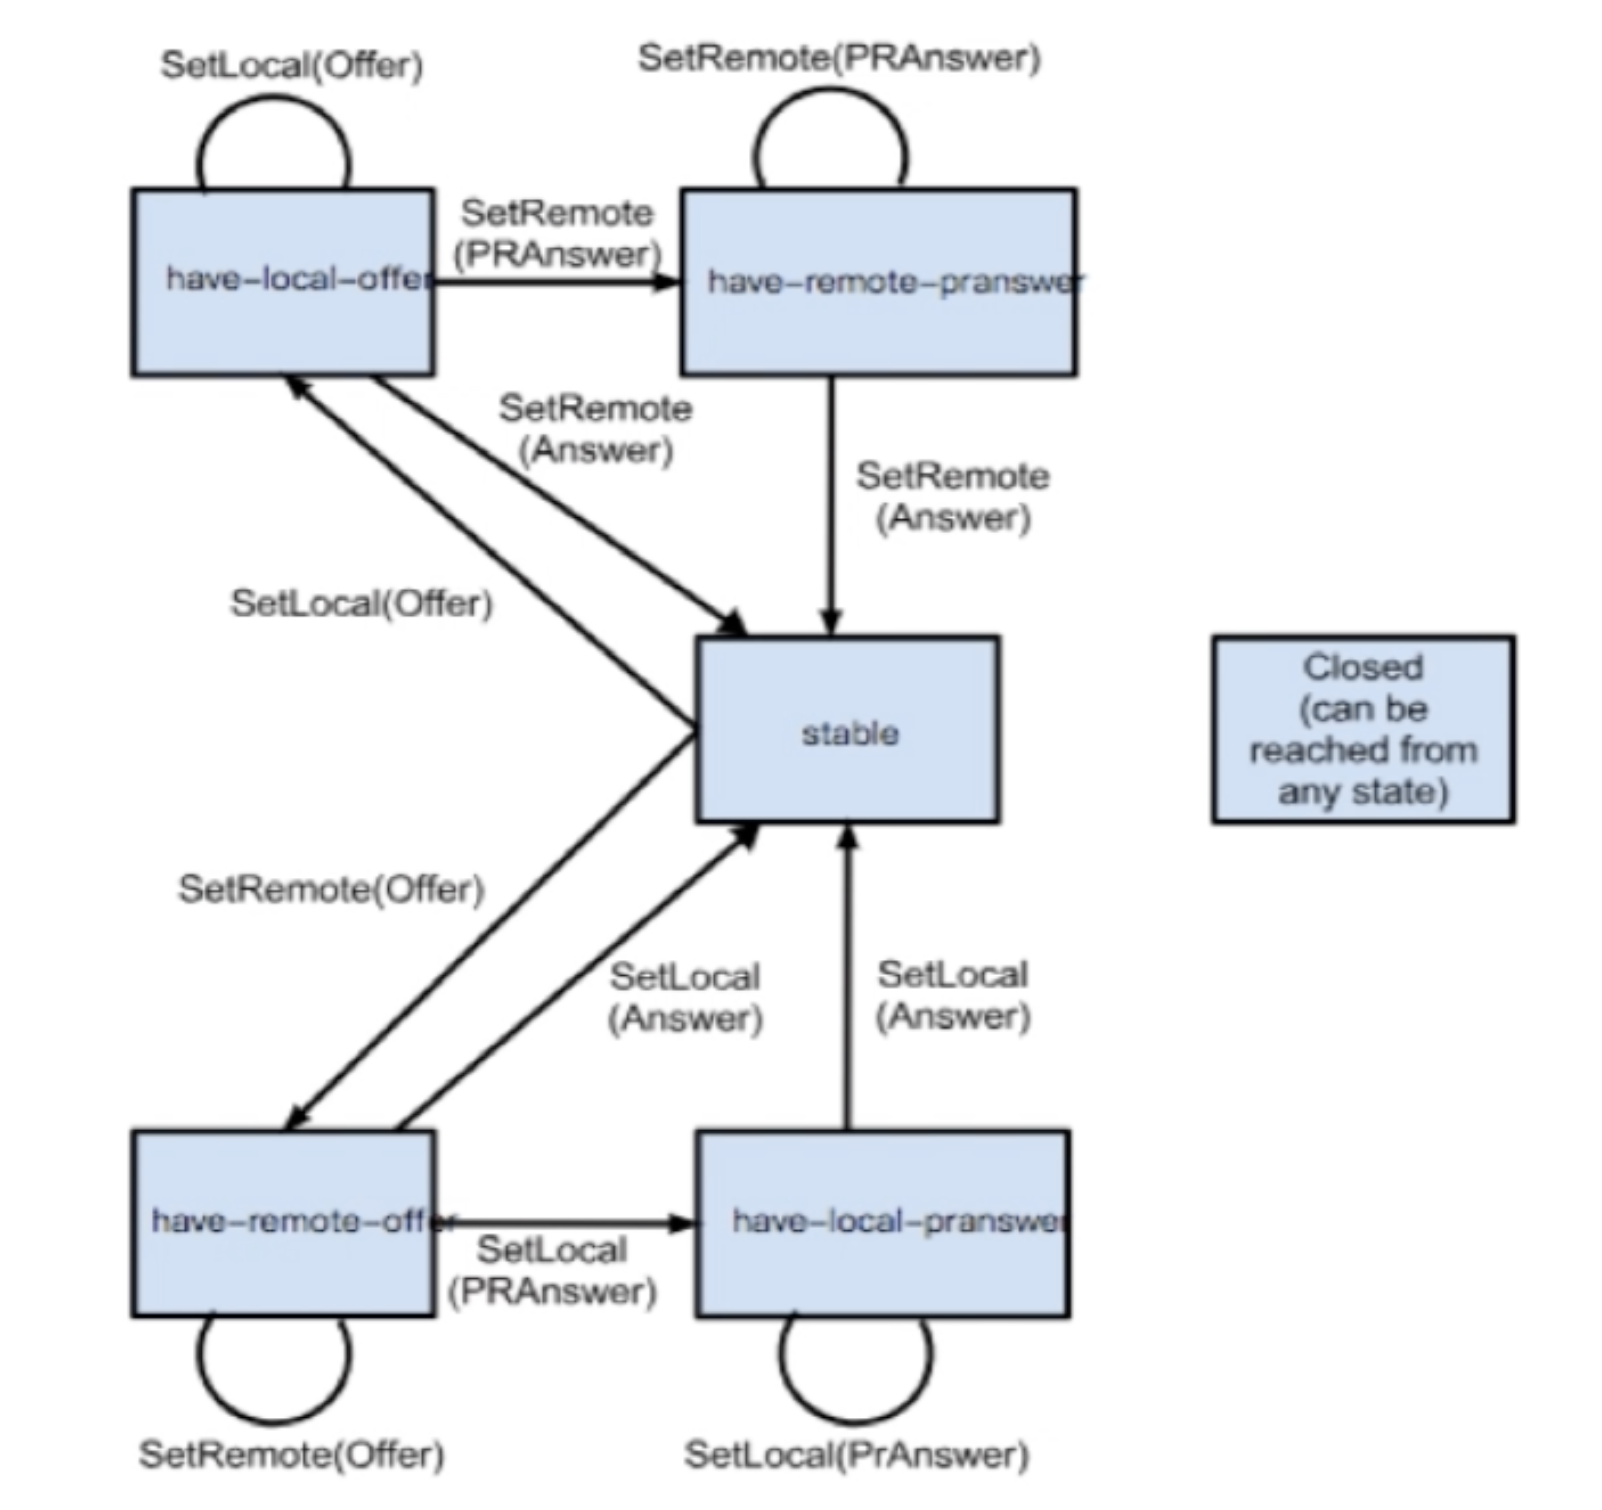 SetLocal(Offer)
SetRemote(PRAnswer)
have-local-offer
SetRemote
(PRAnswer)
have-remote-pranswer
SetRemote
(Answer)
SetRemote
(Answer)
SetLocal(Offer)
stable
Closed
(can be
reached from
any state)
SetRemote(Offer)
SetLocal
(Answer)
SetLocal
(Answer)
have-remote-offer
SetLocal
(PRAnswer)
have-local-pranswer
SetRemote(Offer)
SetLocal(PrAnswer)